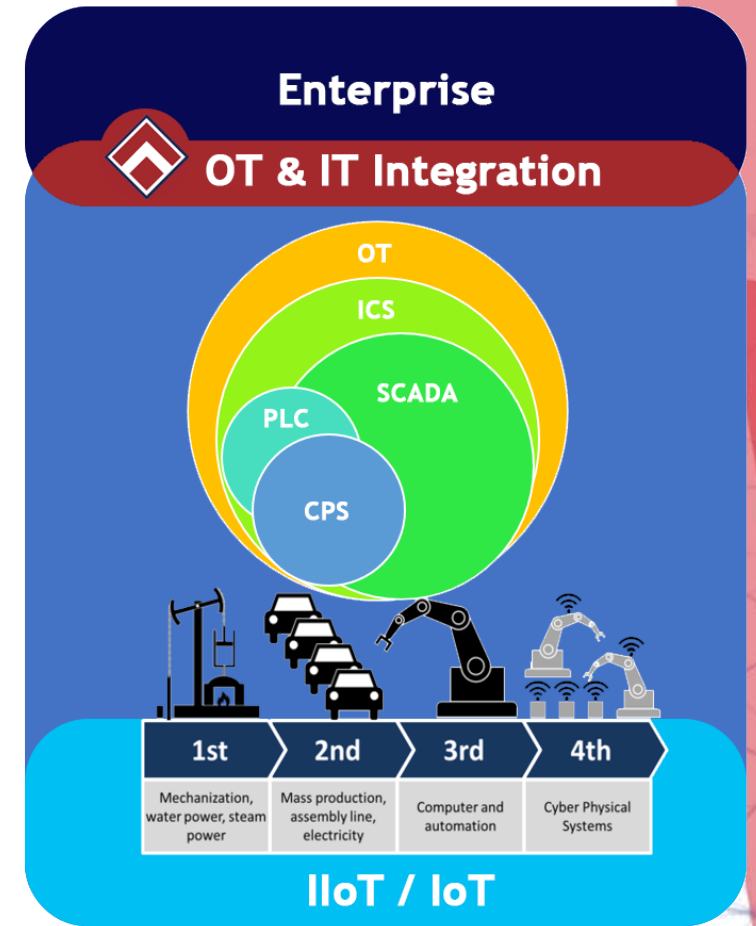 Enterprise
OT & IT Integration
OT
ICS
SCADA
PLC
CPS
1st
2nd
3rd
4th
Mechanization,
water power, steam
power
Mass production,
assembly line,
electricity
Computer and
automation
Cyber Physical
Systems
IIoT / IoT